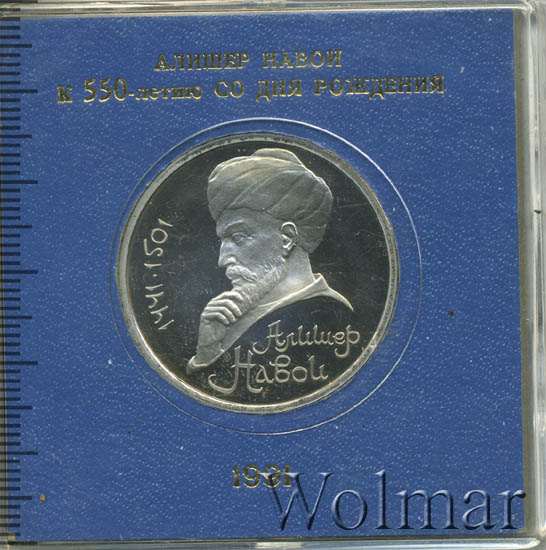 АЛИШЕР НАВОИ
К 550-летию СО ДНЯ РОЖДЕНИЯ
1441·1501
Алишер
Навои
1991
Wolmar